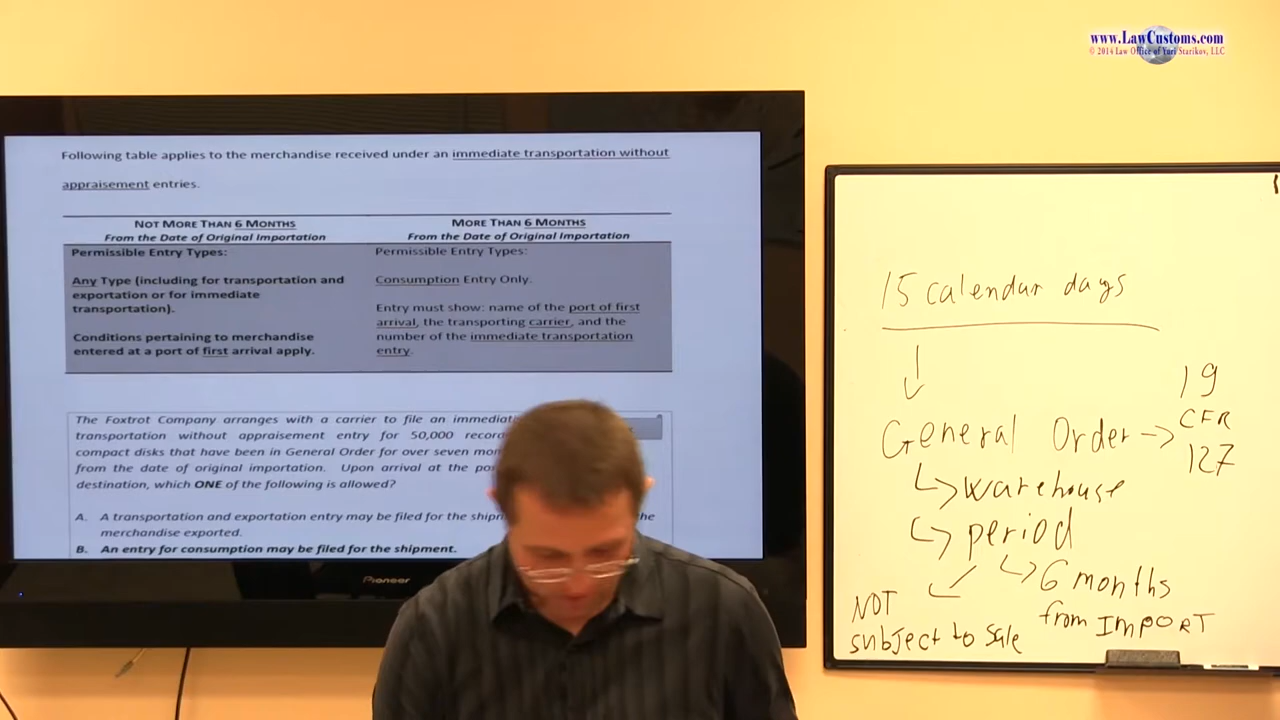 www.LawCustoms.com
© 2014 Law Office of Yuri Starikov, LLC
Following table applies to the merchandise received under an immediate transportation without
appraisement entries.
NOT MORE THAN 6 MONTHS
From the Date of Original Importation
MORE THAN 6 MONTHS
From the Date of Original Importation
Permissible Entry Types:
Any Type (including for transportation and
exportation or for immediate
transportation).
Conditions pertaining to merchandise
entered at a port of first arrival apply.
Permissible Entry Types:
Consumption Entry Only.
Entry must show: name of the port of first
arrival, the transporting carrier, and the
number of the immediate transportation
entry.
The Foxtrot Company arranges with a carrier to file an
transportation without appraisement entry for 50,000
compact disks that have been in General Order for over seven
from the date of original importation. Upon arrival at the
destination, which ONE of the following is allowed?
A. A transportation and exportation entry may be filed for the the
merchandise exported.
B. An entry for consumption may be filed for the shipment.
Pioneer
15 calendar days
General Order → 19
CFR
127
warehouse
period
6 months
from IMPORT
NOT
subject to sale